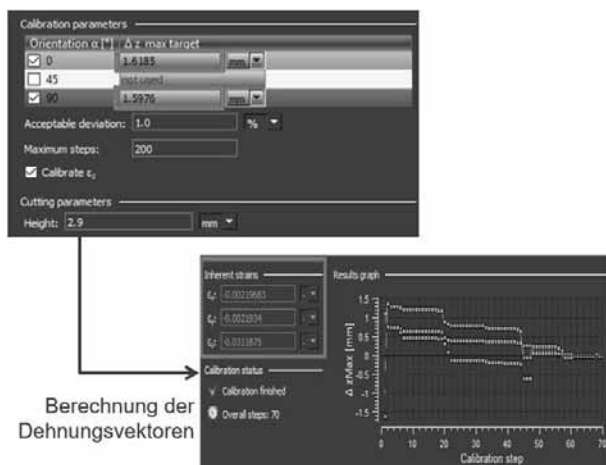 Calibration parameters
Orientation α [°] Δ z max target
0 1.6185 mm
45 not used
90 1.5976 mm
Acceptable deviation: 1.0 %
Maximum steps: 200
Calibrate εz
Cutting parameters
Height: 2.9 mm
Inherent strains
-0.00219683 -
-0.0021934 -
-0.0311875 -
Calibration status
Calibration finished
Overall steps: 70
Results graph
Δ zMax [mm]
1.5
1
0.5
0
-0.5
-1
-1.5
0 10 20 30 40 50 60 70
Calibration step
Berechnung der
Dehnungsvektoren